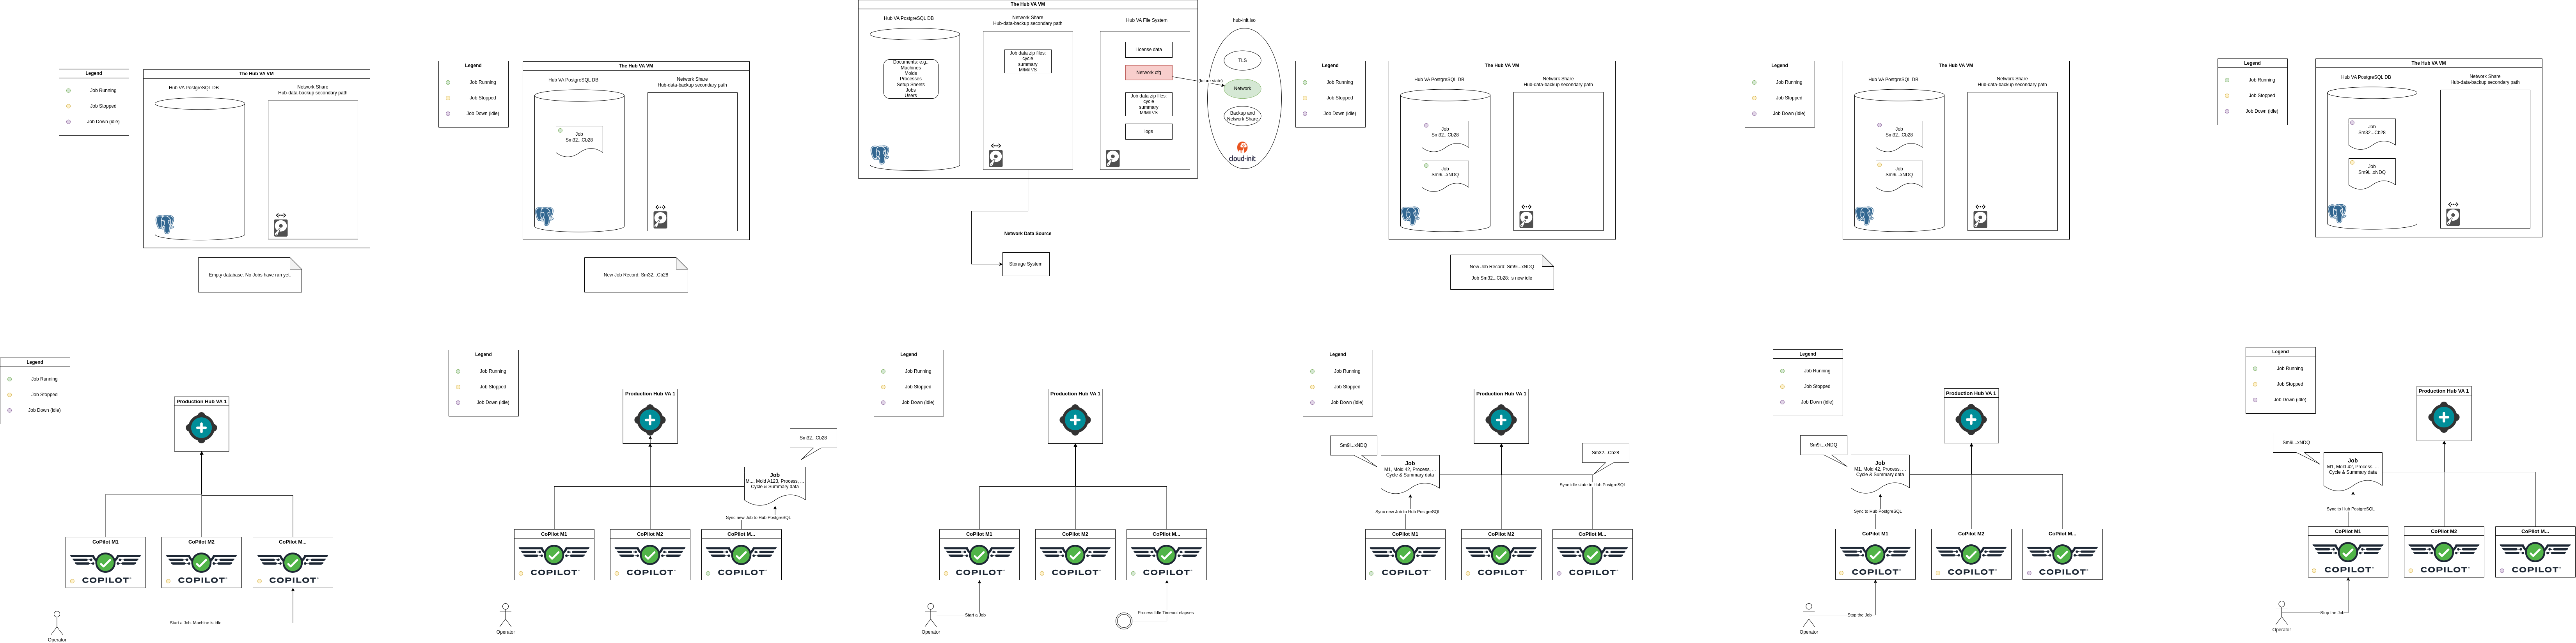 Legend
Job Running
Job Stopped
Job Down (idle)
The Hub VA VM
Hub VA PostgreSQL DB
Network Share
Hub-data-backup secondary path
Empty database. No Jobs have ran yet.
Legend
Job Running
Job Stopped
Job Down (idle)
The Hub VA VM
Hub VA PostgreSQL DB
Network Share
Hub-data-backup secondary path
Job
Sm32...Cb28
New Job Record: Sm32...Cb28
The Hub VA VM
Hub VA PostgreSQL DB
Network Share
Hub-data-backup secondary path
Hub VA File System
Documents: e.g..
Machines
Molds
Processes
Setup Sheets
Jobs
Users
Job data zip files:
cycle
summary
M/M/P/S
License data
Network cfg
(future state)
Job data zip files:
cycle
summary
M/M/P/S
logs
hub-init.iso
TLS
Network
Backup and
Network Share
cloud-init
Network Data Source
Storage System
Legend
Job Running
Job Stopped
Job Down (idle)
The Hub VA VM
Hub VA PostgreSQL DB
Network Share
Hub-data-backup secondary path
Job
Sm32...Cb28
Job
Sm9k...xNDQ
New Job Record: Sm9k...xNDQ
Job Sm32...Cb28: is now idle
Legend
Job Running
Job Stopped
Job Down (idle)
The Hub VA VM
Hub VA PostgreSQL DB
Network Share
Hub-data-backup secondary path
Job
Sm32...Cb28
Job
Legend
Job Running
Job Stopped
Job Down (idle)
The Hub VA VM
Hub VA PostgreSQL DB
Network Share
Hub-data-backup secondary path
Job
Sm32...Cb28
Job
Legend
Job Running
Job Stopped
Job Down (idle)
Production Hub VA 1
CoPilot M1
COPILOT
CoPilot M2
COPILOT
CoPilot M...
COPILOT
Start a Job. Machine is idle
Operator
Legend
Job Running
Job Stopped
Job Down (idle)
Production Hub VA 1
Sm32...Cb28
Job
M..., Mold A123, Process, ...
Cycle & Summary data
Sync new Job to Hub PostgreSQL
CoPilot M1
COPILOT
CoPilot M2
COPILOT
CoPilot M...
COPILOT
Operator
Legend
Job Running
Job Stopped
Job Down (idle)
Production Hub VA 1
CoPilot M1
COPILOT
CoPilot M2
COPILOT
CoPilot M...
COPILOT
Start a Job
Process Idle Timeout elapses
Operator
Legend
Job Running
Job Stopped
Job Down (idle)
Production Hub VA 1
Job
M1, Mold 42, Process, ...
Cycle & Summary data
Sm32...Cb28
Sync idle state to Hub PostgreSQL
Sync new Job to Hub PostgreSQL
CoPilot M1
COPILOT
CoPilot M2
COPILOT
CoPilot M...
COPILOT
Legend
Job Running
Job Stopped
Job Down (idle)
Production Hub VA 1
Job
M1, Mold 42, Process, ...
Cycle & Summary data
Sync to Hub PostgreSQL
CoPilot M1
COPILOT
CoPilot M2
COPILOT
CoPilot M...
COPILOT
Stop the Job
Operator
Legend
Job Running
Job Stopped
Job Down (idle)
Production Hub VA 1
Job
M1, Mold 42, Process, ...
Cycle & Summary data
Sync to Hub PostgreSQL
CoPilot M1
COPILOT
CoPilot M2
COPILOT
CoPilot M...
COPILOT
Stop the Job
Operator